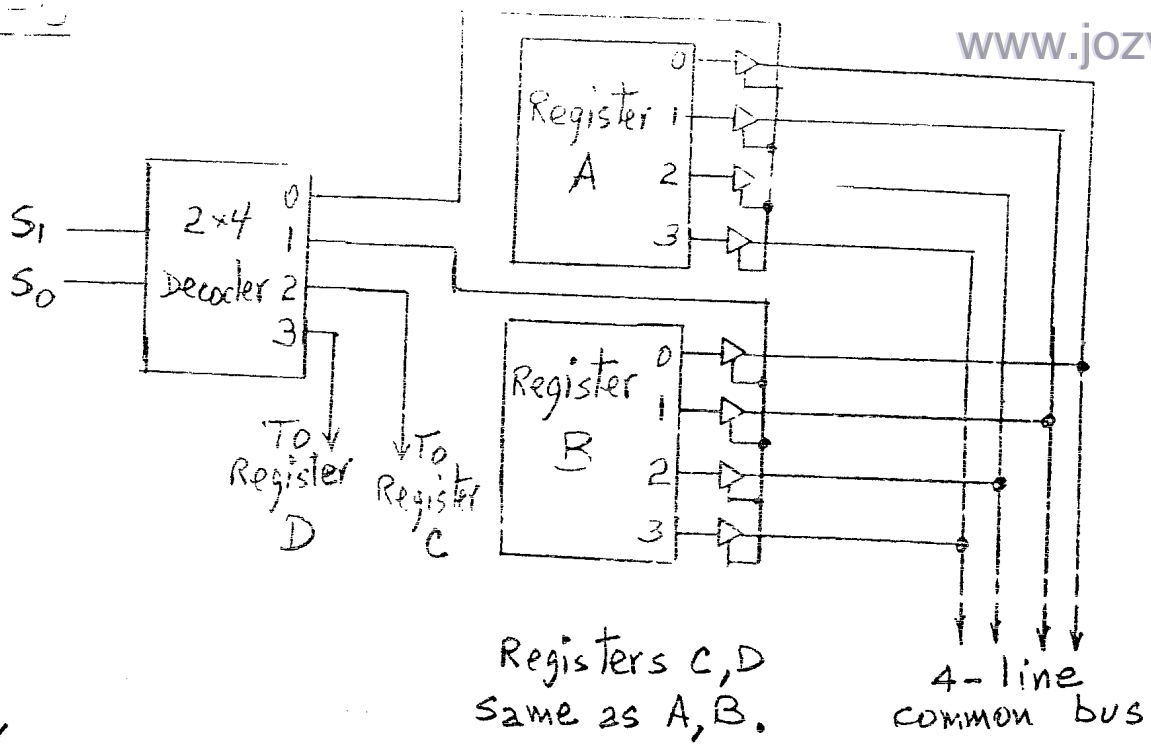 www.joz
Register
A
0
1
2
3
S1
S0
2×4
Decoder
0
1
2
3
To
Register
D
To
Register
C
Register
B
0
1
2
3
Registers C,D
same as A,B.
4-line
common bus